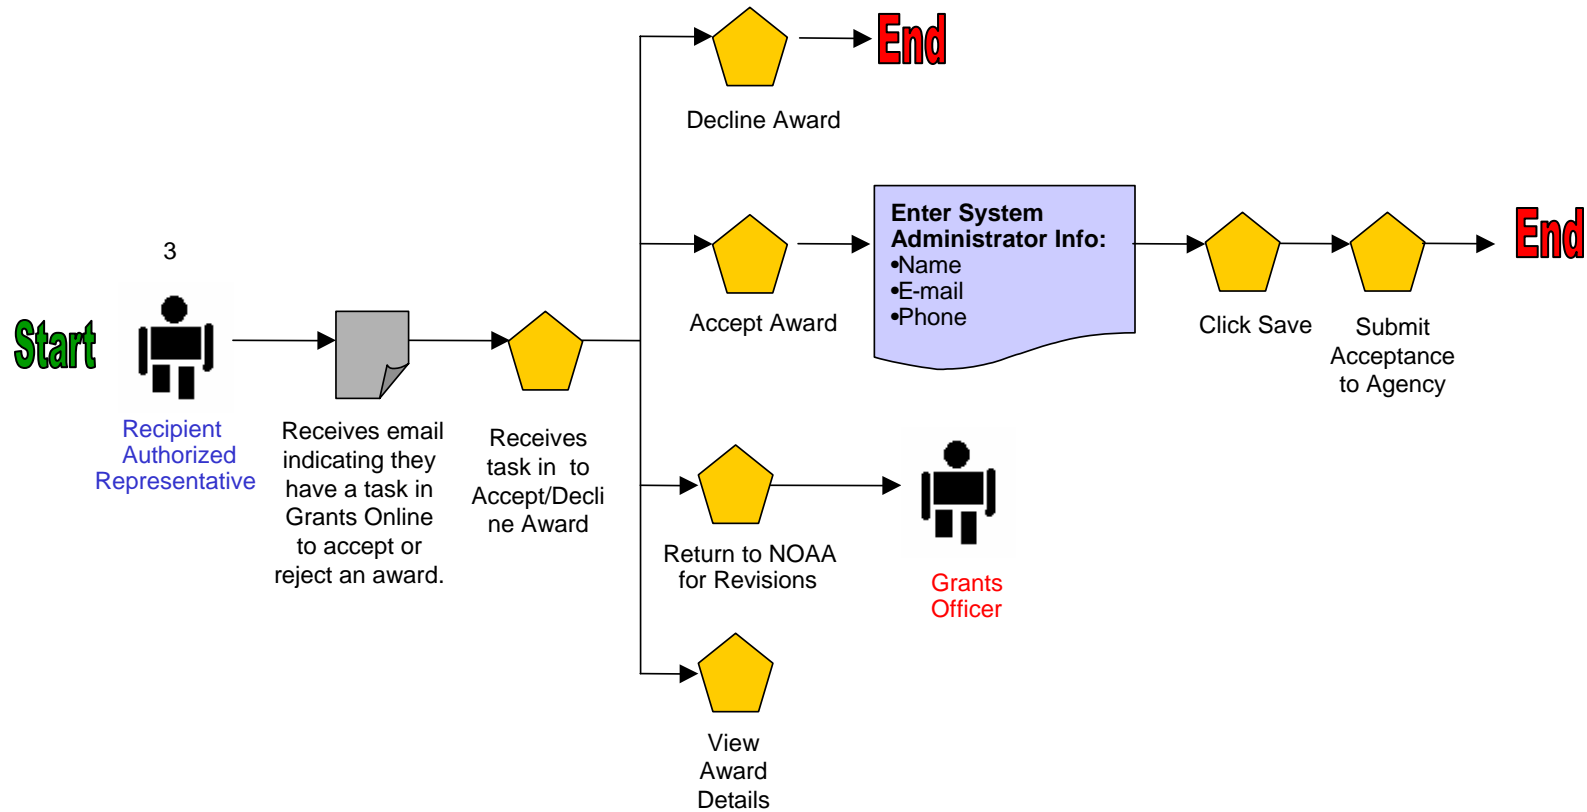 Start
3
Recipient
Authorized
Representative
Receives email
indicating they
have a task in
Grants Online
to accept or
reject an award.
Receives
task in to
Accept/Decli
ne Award
Decline Award
End
Accept Award
Enter System
Administrator Info:
•Name
•E-mail
•Phone
Click Save
Submit
Acceptance
to Agency
End
Return to NOAA
for Revisions
Grants
Officer
View
Award
Details